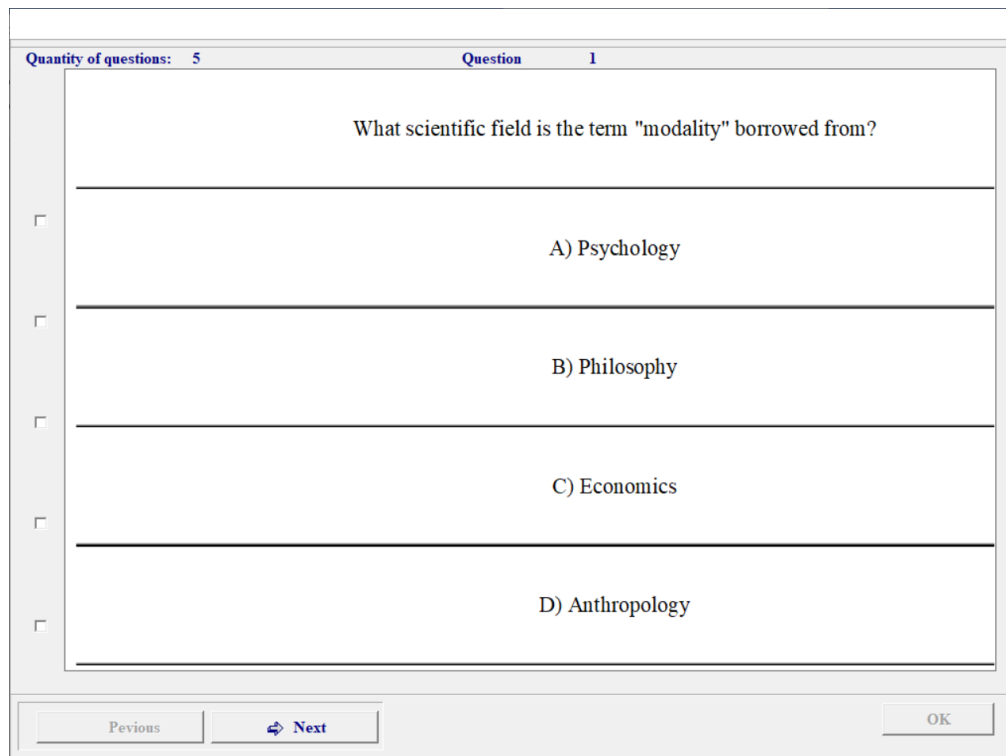 Quantity of questions: 5 Question 1
What scientific field is the term "modality" borrowed from?
A) Psychology
B) Philosophy
C) Economics
D) Anthropology
Pevious
Next
OK